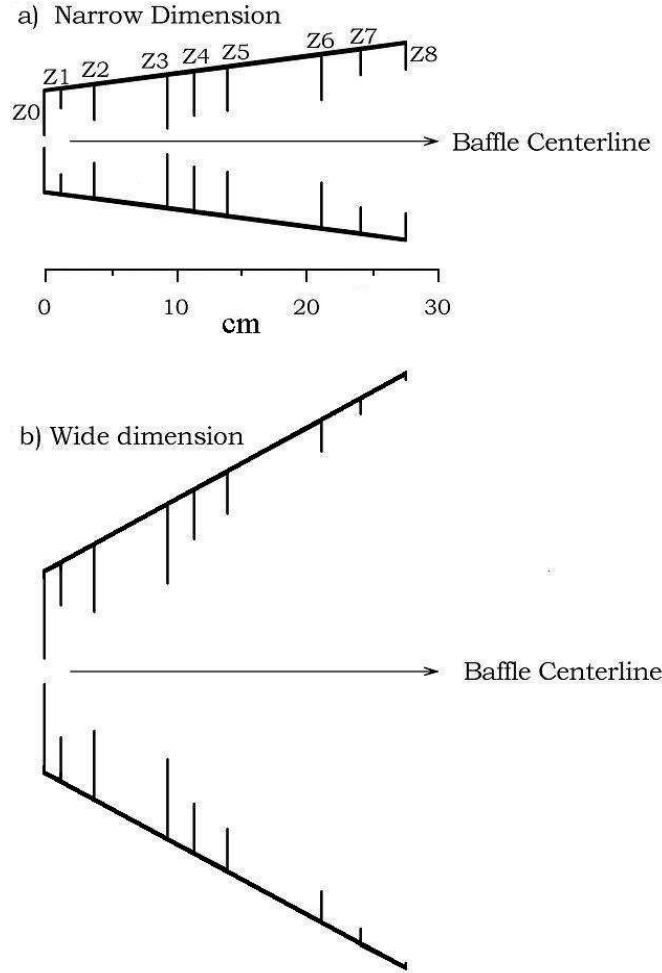 a) Narrow Dimension
Z0
Z1
Z2
Z3
Z4
Z5
Z6
Z7
Z8
Baffle Centerline
0
10
20
30
cm
b) Wide dimension
Baffle Centerline